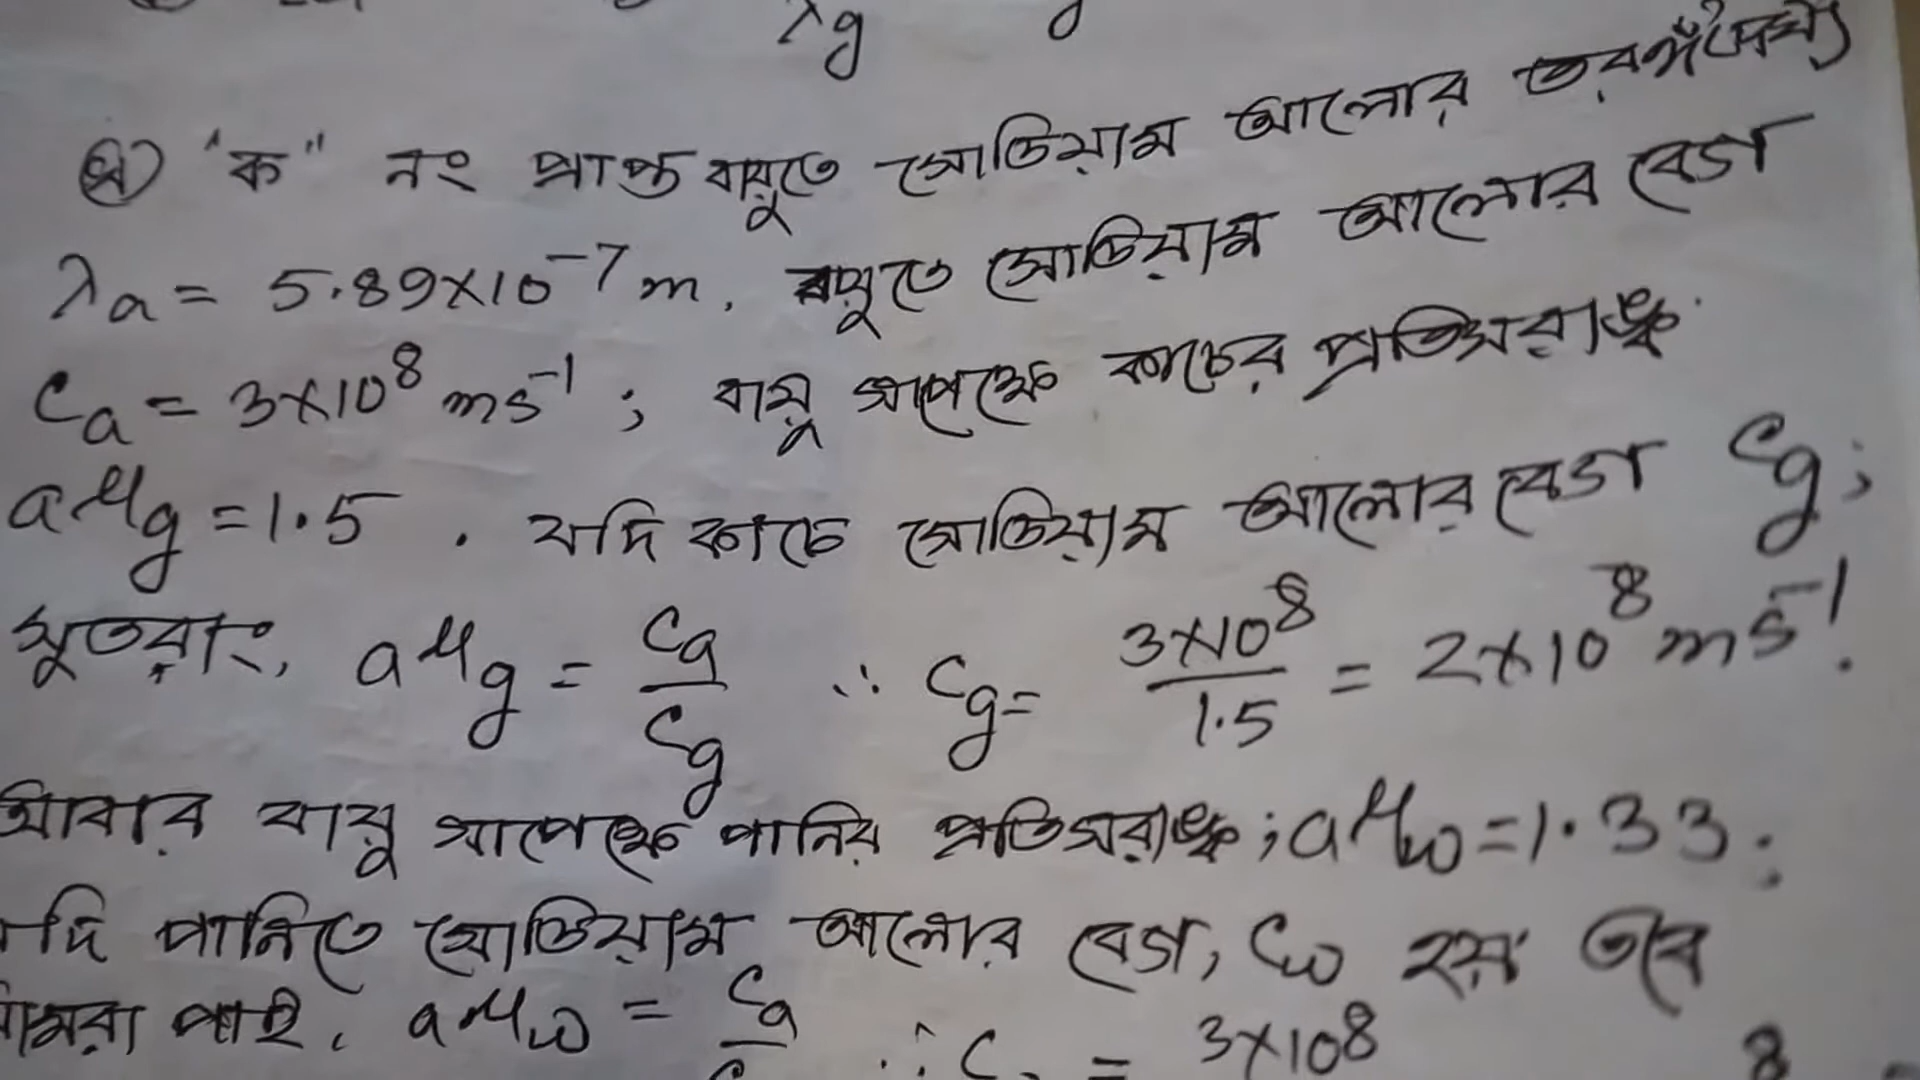 λg
(খ) "ক" নং প্রাপ্ত বায়ুতে সোডিয়াম আলোর তরঙ্গদৈর্ঘ্য
λa = 5.89×10⁻⁷ m. বায়ুতে সোডিয়াম আলোর বেগ
Ca = 3×10⁸ ms⁻¹ ; বায়ু সাপেক্ষে কাচের প্রতিসরাঙ্ক
aμg = 1.5 . যদি কাচে সোডিয়াম আলোর বেগ Cg;
সুতরাং, aμg = Ca/Cg ∴ Cg = 3×10⁸/1.5 = 2×10⁸ ms⁻¹.
আবার বায়ু সাপেক্ষে পানির প্রতিসরাঙ্ক; aμw = 1.33;
যদি পানিতে সোডিয়াম আলোর বেগ, Cw হয় তবে
আমরা পাই, aμw = Ca ∴ C = 3×10⁸ 8